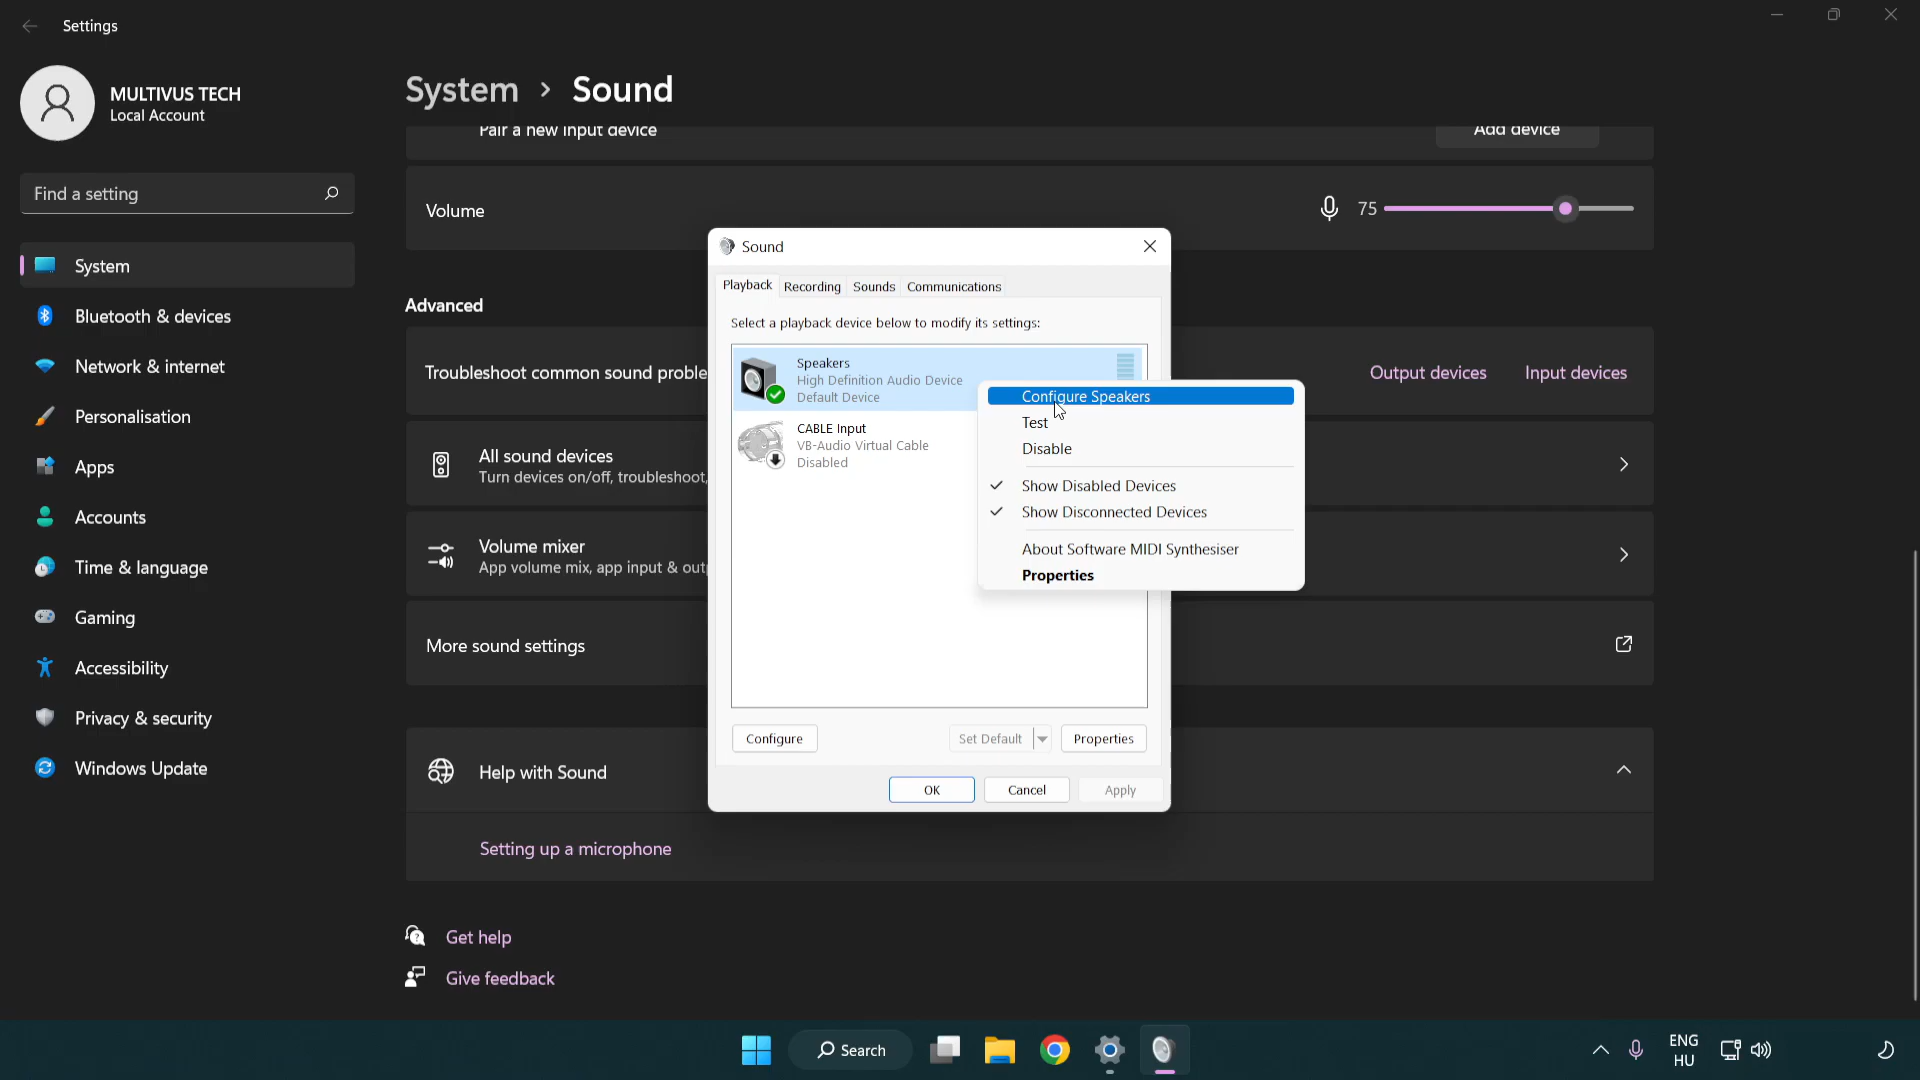 Settings
MULTIVUS TECH
Local Account
Find a setting
System
Bluetooth & devices
Network & internet
Personalisation
Apps
Accounts
Time & language
Gaming
Accessibility
Privacy & security
Windows Update
System > Sound
Pair a new input device
Add device
Volume
75
Advanced
Troubleshoot common sound proble
Output devices
Input devices
All sound devices
Turn devices on/off, troubleshoot,
Volume mixer
App volume mix, app input & outp
More sound settings
Help with Sound
Setting up a microphone
Get help
Give feedback
Sound
Playback Recording Sounds Communications
Select a playback device below to modify its settings:
Speakers
High Definition Audio Device
Default Device
CABLE Input
VB-Audio Virtual Cable
Disabled
Configure Speakers
Test
Disable
Show Disabled Devices
Show Disconnected Devices
About Software MIDI Synthesiser
Properties
Configure Set Default Properties
OK Cancel Apply
Search
ENG
HU